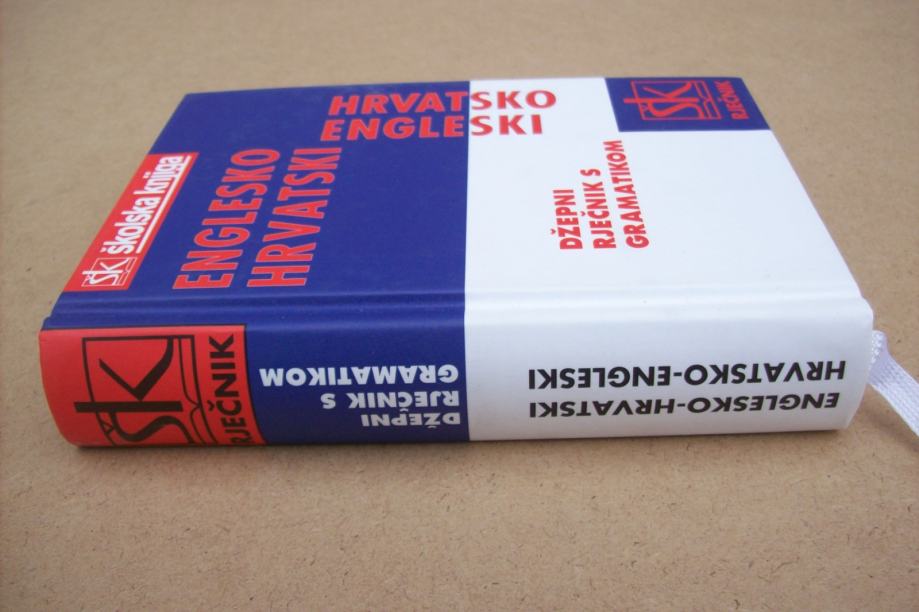 HRVATSKO
ENGLESKI
ENGLESKO
HRVATSKI
ŠK školska knjiga
DŽEPNI
RJEČNIK S
GRAMATIKOM
ŠK
RJEČNIK
ŠK
RJEČNIK
DŽEPNI
RJEČNIK S
GRAMATIKOM
ENGLESKO-HRVATSKI
HRVATSKO-ENGLESKI